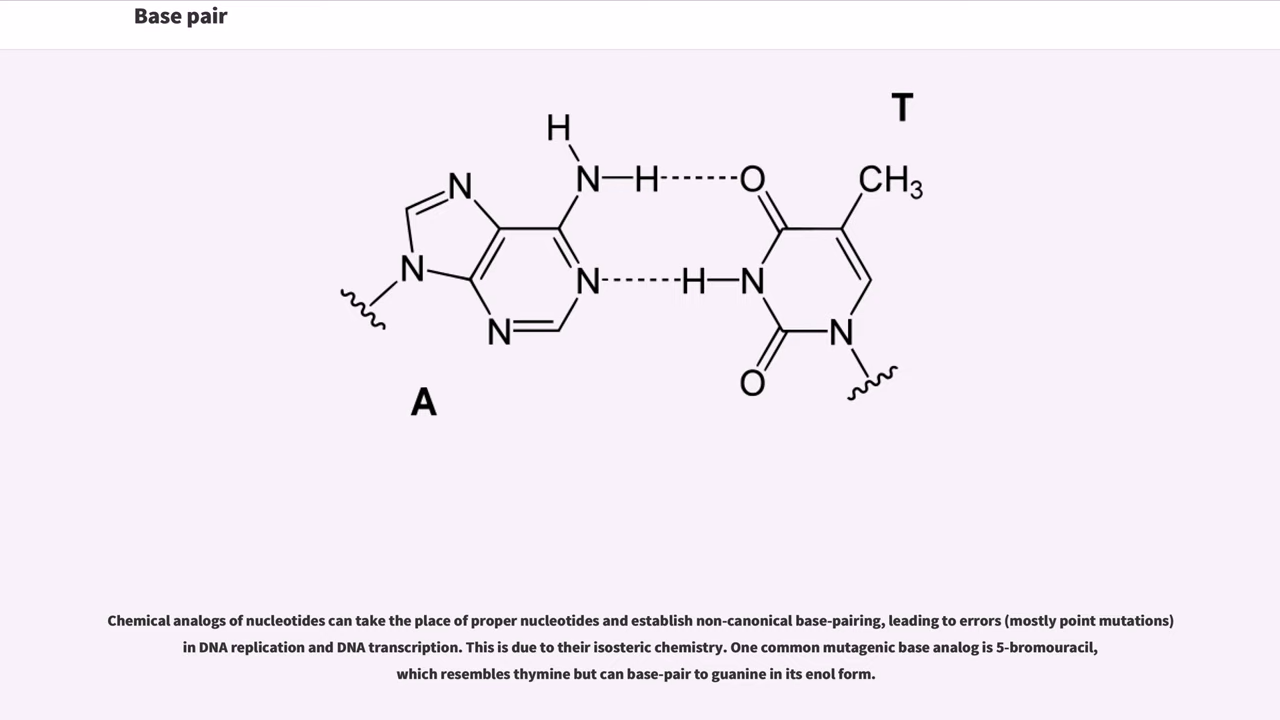 Base pair
T
H
N H O CH3
N
N N H N
N N
O
A
Chemical analogs of nucleotides can take the place of proper nucleotides and establish non-canonical base-pairing, leading to errors (mostly point mutations)
in DNA replication and DNA transcription. This is due to their isosteric chemistry. One common mutagenic base analog is 5-bromouracil,
which resembles thymine but can base-pair to guanine in its enol form.